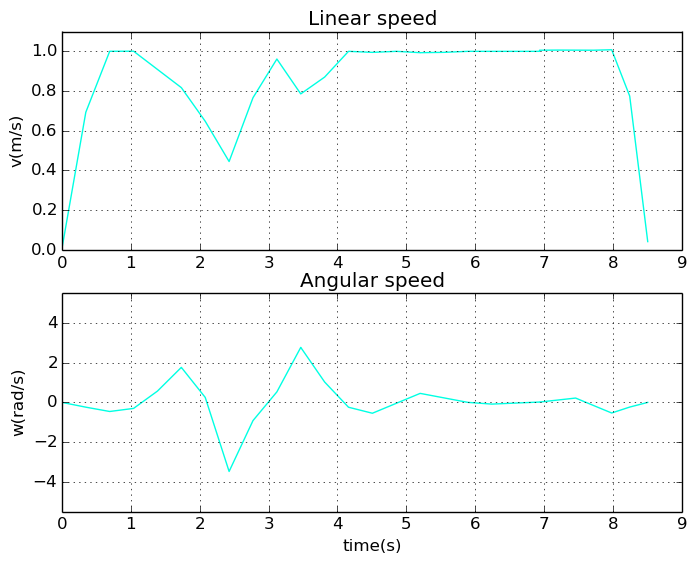 Linear speed
v(m/s)
1.0
0.8
0.6
0.4
0.2
0.0
0 1 2 3 4 5 6 7 8 9
Angular speed
w(rad/s)
4
2
0
−2
−4
0 1 2 3 4 5 6 7 8 9
time(s)